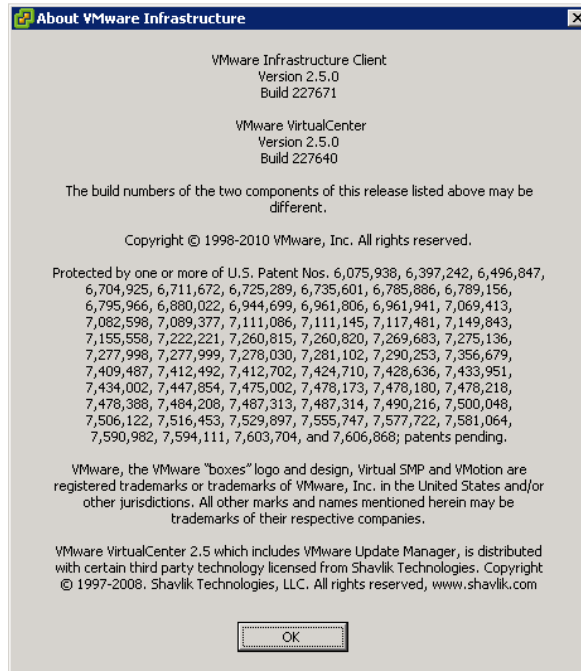 About VMware Infrastructure
VMware Infrastructure Client
Version 2.5.0
Build 227671
VMware VirtualCenter
Version 2.5.0
Build 227640
The build numbers of the two components of this release listed above may be
different.
Copyright © 1998-2010 VMware, Inc. All rights reserved.
Protected by one or more of U.S. Patent Nos. 6,075,938, 6,397,242, 6,496,847,
6,704,925, 6,711,672, 6,725,289, 6,735,601, 6,785,886, 6,789,156,
6,795,966, 6,880,022, 6,944,699, 6,961,806, 6,961,941, 7,069,413,
7,082,598, 7,089,377, 7,111,086, 7,111,145, 7,117,481, 7,149,843,
7,155,558, 7,222,221, 7,260,815, 7,260,820, 7,269,683, 7,275,136,
7,277,998, 7,277,999, 7,278,030, 7,281,102, 7,290,253, 7,356,679,
7,409,487, 7,412,492, 7,412,702, 7,424,710, 7,428,636, 7,433,951,
7,434,002, 7,447,854, 7,475,002, 7,478,173, 7,478,180, 7,478,218,
7,478,388, 7,484,208, 7,487,313, 7,487,314, 7,490,216, 7,500,048,
7,506,122, 7,516,453, 7,529,897, 7,555,747, 7,577,722, 7,581,064,
7,590,982, 7,594,111, 7,603,704, and 7,606,868; patents pending.
VMware, the VMware "boxes" logo and design, Virtual SMP and VMotion are
registered trademarks or trademarks of VMware, Inc. in the United States and/or
other jurisdictions. All other marks and names mentioned herein may be
trademarks of their respective companies.
VMware VirtualCenter 2.5 which includes VMware Update Manager, is distributed
with certain third party technology licensed from Shavlik Technologies. Copyright
© 1997-2008. Shavlik Technologies, LLC. All rights reserved, www.shavlik.com
OK